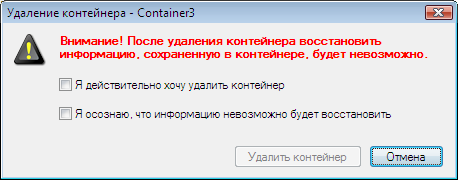 Удаление контейнера - Container3
Внимание! После удаления контейнера восстановить
информацию, сохраненную в контейнере, будет невозможно.
Я действительно хочу удалить контейнер
Я осознаю, что информацию невозможно будет восстановить
Удалить контейнер
Отмена